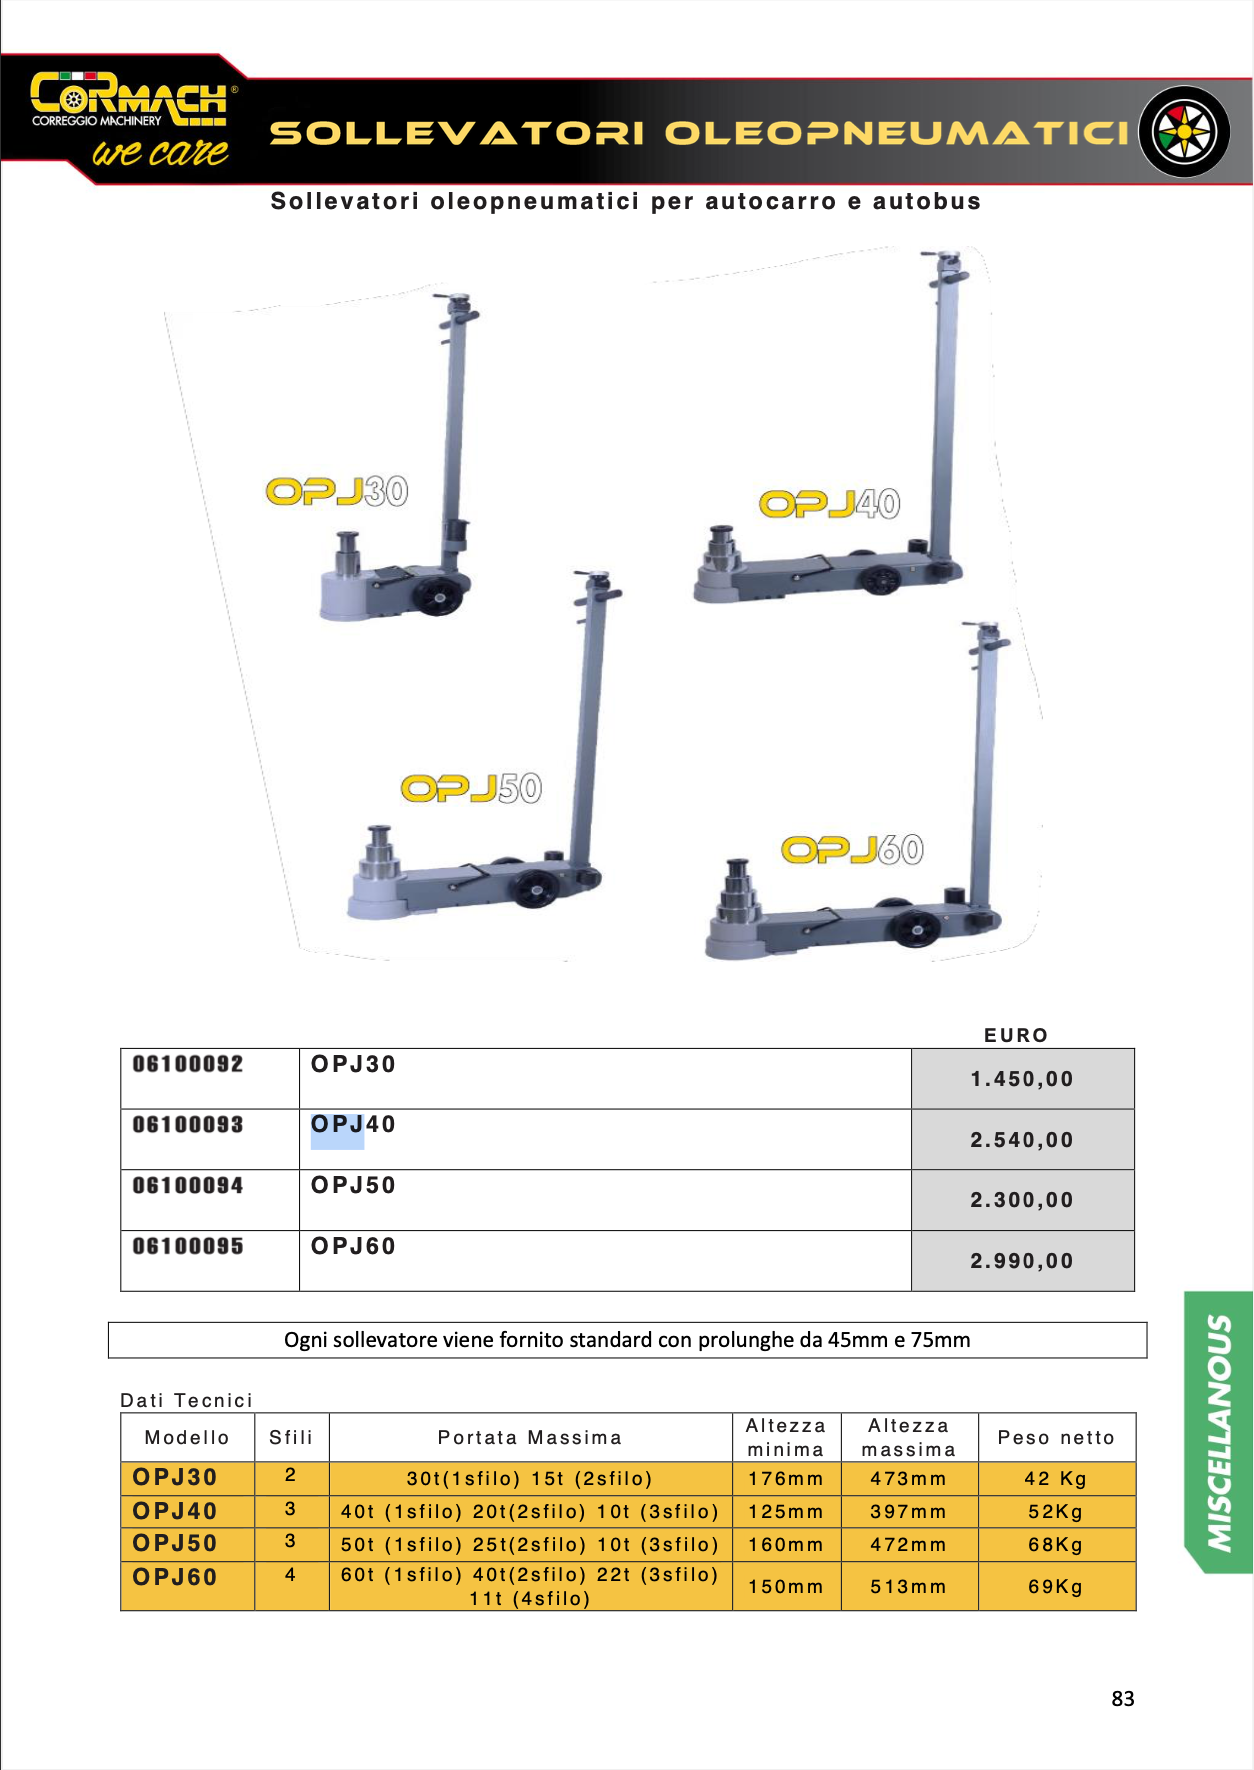 CORMACH®
CORREGGIO MACHINERY
we care
SOLLEVATORI OLEOPNEUMATICI
Sollevatori oleopneumatici per autocarro e autobus
OPJ30
OPJ40
OPJ50
OPJ60
EURO
06100092 OPJ30 1.450,00
06100093 OPJ40 2.540,00
06100094 OPJ50 2.300,00
06100095 OPJ60 2.990,00
Ogni sollevatore viene fornito standard con prolunghe da 45mm e 75mm
MISCELLANOUS
Dati Tecnici
Modello Sfili Portata Massima Altezza minima Altezza massima Peso netto
OPJ30 2 30t(1sfilo) 15t (2sfilo) 176mm 473mm 42 Kg
OPJ40 3 40t (1sfilo) 20t(2sfilo) 10t (3sfilo) 125mm 397mm 52Kg
OPJ50 3 50t (1sfilo) 25t(2sfilo) 10t (3sfilo) 160mm 472mm 68Kg
OPJ60 4 60t (1sfilo) 40t(2sfilo) 22t (3sfilo) 11t (4sfilo) 150mm 513mm 69Kg
83